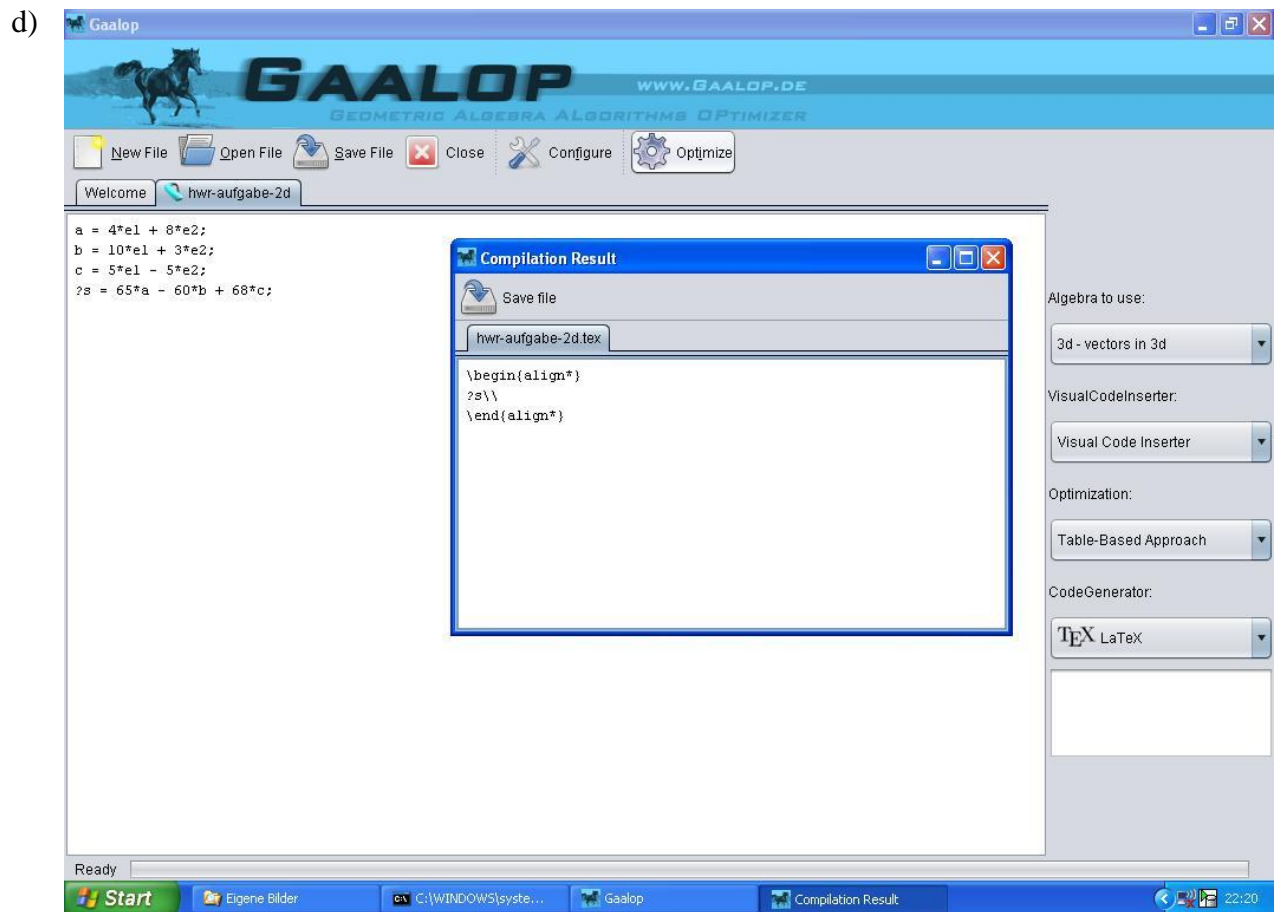 d)
Gaalop
GAALOP
WWW.GAALOP.DE
GEOMETRIC ALGEBRA ALGORITHMS OPTIMIZER
New File Open File Save File Close Configure Optimize
Welcome hwr-aufgabe-2d
a = 4*e1 + 8*e2;
b = 10*e1 + 3*e2;
c = 5*e1 - 5*e2;
?s = 65*a - 60*b + 68*c;
Compilation Result
Save file
hwr-aufgabe-2d.tex
\begin{align*}
?s\\
\end{align*}
Algebra to use:
3d - vectors in 3d
VisualCodeInserter:
Visual Code Inserter
Optimization:
Table-Based Approach
CodeGenerator:
TEX LaTeX
Ready
Start Eigene Bilder C:\WINDOWS\syste... Gaalop Compilation Result 22:20